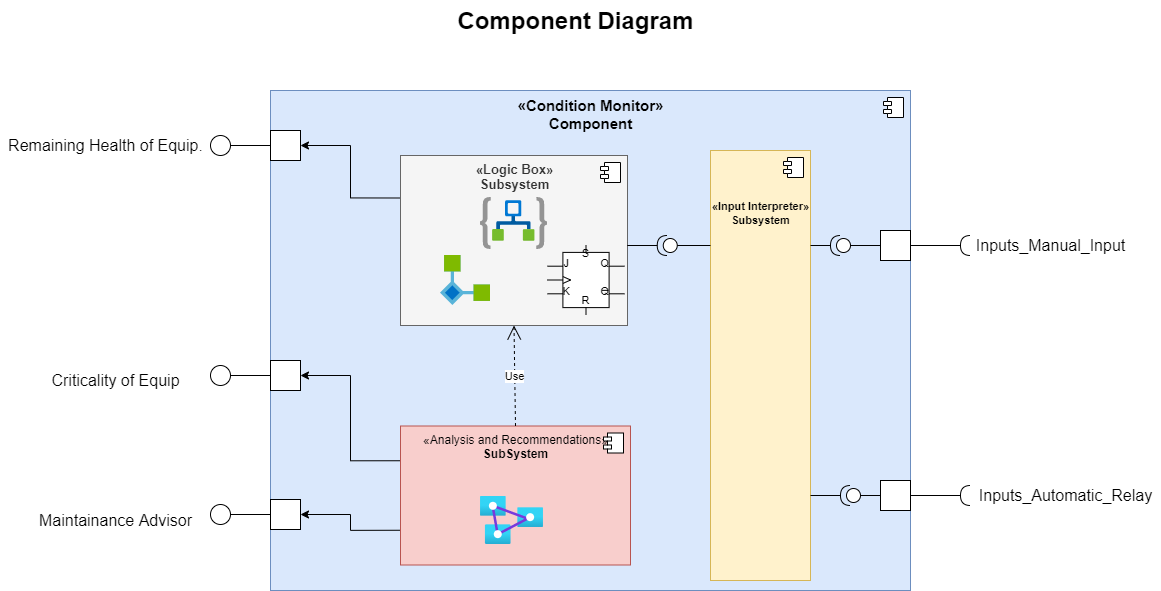 Component Diagram
«Condition Monitor»
Component
Remaining Health of Equip.
«Logic Box»
Subsystem
S
J
Q
K
Q
R
«Input Interpreter»
Subsystem
Inputs_Manual_Input
Use
Criticality of Equip
«Analysis and Recommendations»
SubSystem
Maintainance Advisor
Inputs_Automatic_Relay